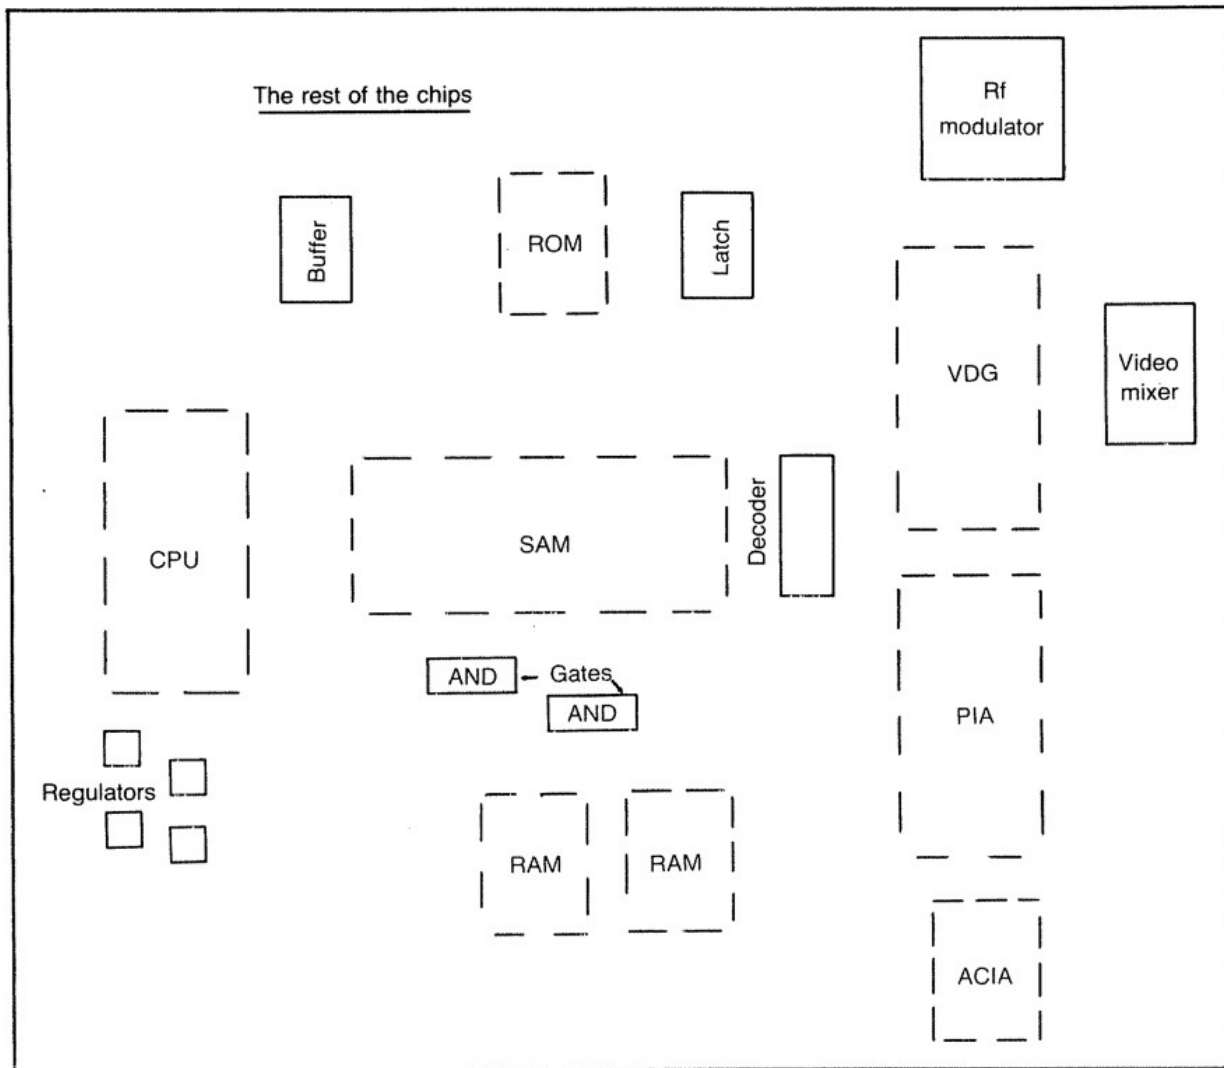 The rest of the chips
Rf
modulator
Buffer
ROM
Latch
VDG
Video
mixer
CPU
SAM
Decoder
AND
Gates
AND
PIA
Regulators
RAM
RAM
ACIA